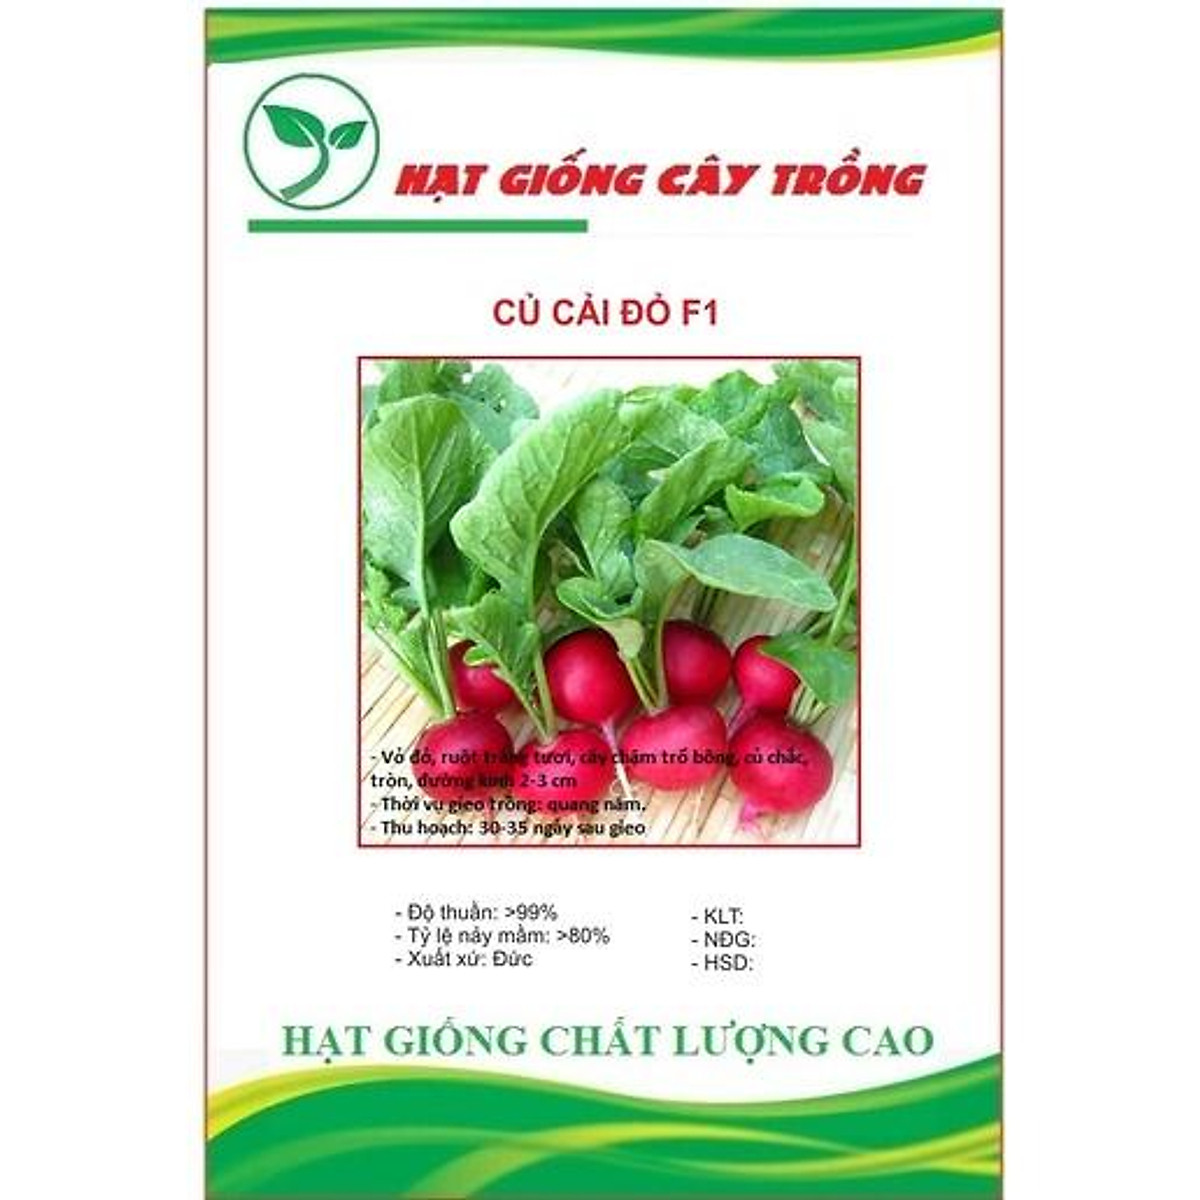 HẠT GIỐNG CÂY TRỒNG
CỦ CẢI ĐỎ F1
- Vỏ đỏ, ruột trắng tươi, cây chậm trổ bông, củ chắc,
tròn, đường kính 2-3 cm
- Thời vụ gieo trồng: quang năm.
- Thu hoạch: 30-35 ngày sau gieo
- Độ thuần: >99%
- Tỷ lệ nảy mầm: >80%
- Xuất xứ: Đức
- KLT:
- NĐG:
- HSD:
HẠT GIỐNG CHẤT LƯỢNG CAO